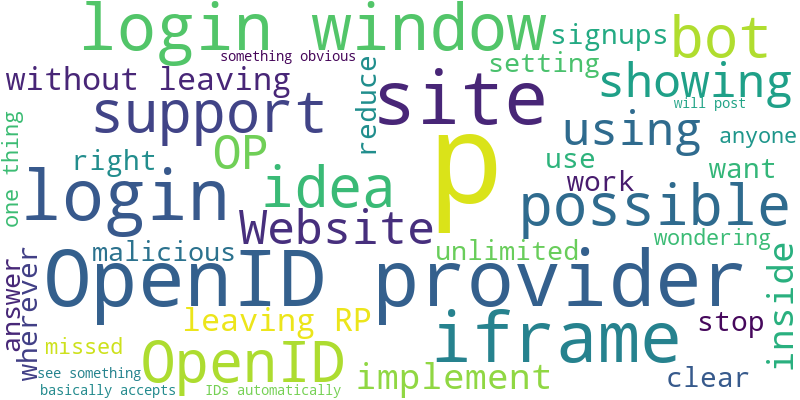 login window
something obvious
signups
bot
setting
without leaving
reduce
showing
will post
support
site
p
using
anyone
one thing
right
OP
use
want
login
idea
work
possible
Website
malicious
unlimited
wondering
OpenID provider
inside
answer
wherever
leaving RP
iframe
stop
missed
OpenID
implement
clear
see something
basically accepts
IDs automatically